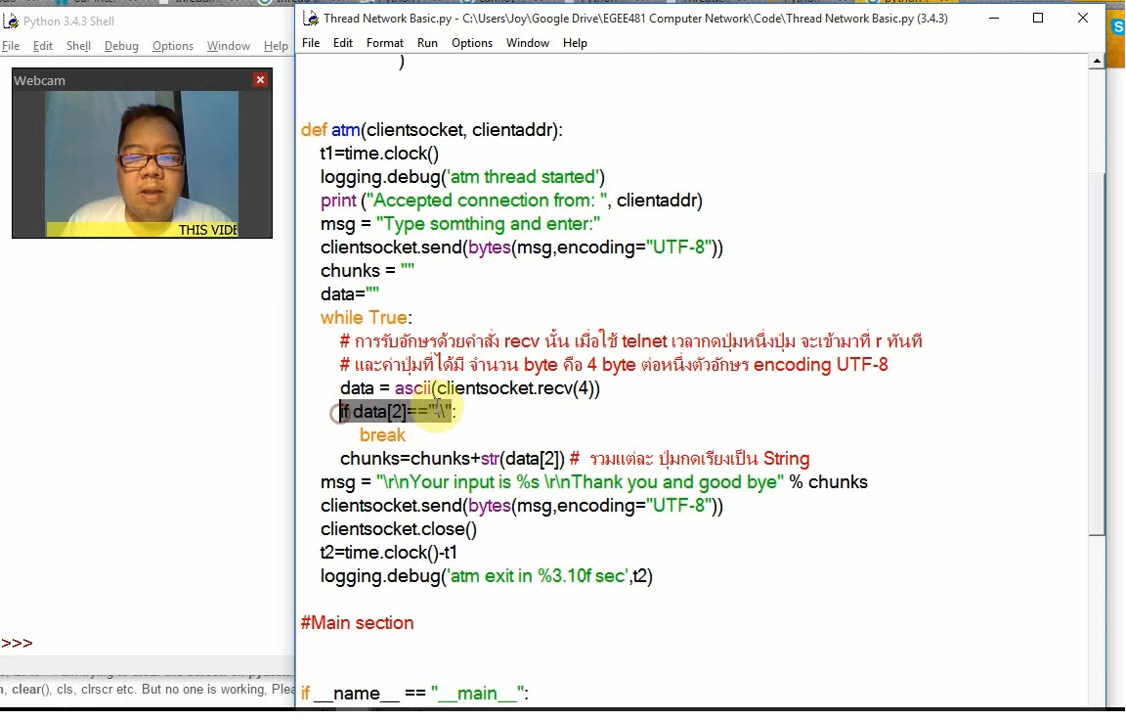 Python 3.4.3 Shell
File Edit Shell Debug Options Window Help
Webcam
THIS VIDE
>>>
n, clear(), cls, clrscr etc. But no one is working, Plea
Thread Network Basic.py - C:\Users\Joy\Google Drive\EGEE481 Computer Network\Code\Thread Network Basic.py (3.4.3)
File Edit Format Run Options Window Help
)
def atm(clientsocket, clientaddr):
t1=time.clock()
logging.debug('atm thread started')
print ("Accepted connection from: ", clientaddr)
msg = "Type somthing and enter:"
clientsocket.send(bytes(msg,encoding="UTF-8"))
chunks = ""
data=""
while True:
# การรับอักษรด้วยคำสั่ง recv นั้น เมื่อใช้ telnet เวลากดปุ่มหนึ่งปุ่ม จะเข้ามาที่ r ทันที
# และค่าปุ่มที่ได้มี จำนวน byte คือ 4 byte ต่อหนึ่งตัวอักษร encoding UTF-8
data = ascii(clientsocket.recv(4))
if data[2]=="\\":
break
chunks=chunks+str(data[2]) # รวมแต่ละ ปุ่มกดเรียงเป็น String
msg = "\r\nYour input is %s \r\nThank you and good bye" % chunks
clientsocket.send(bytes(msg,encoding="UTF-8"))
clientsocket.close()
t2=time.clock()-t1
logging.debug('atm exit in %3.10f sec',t2)
#Main section
if __name__ == "__main__":